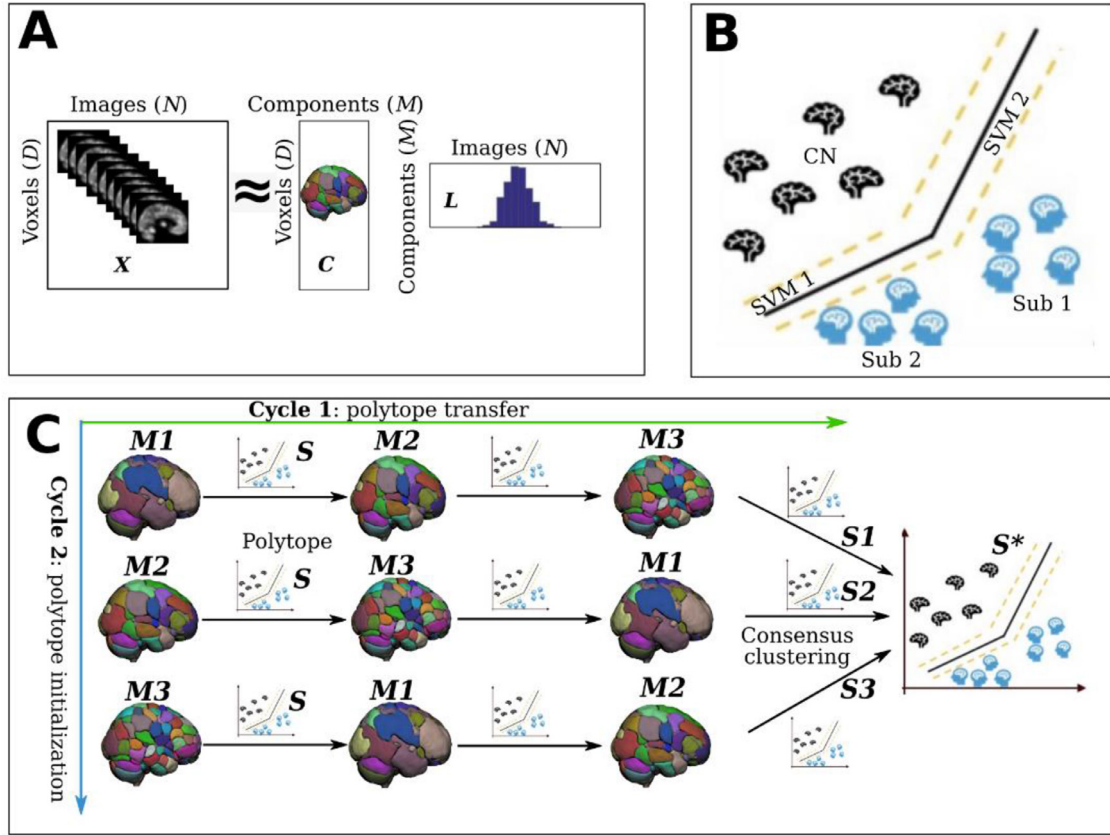 A
Images (N)
Components (M)
Voxels (D)
X
≈
Voxels (D)
C
Components (M)
Images (N)
L
B
CN
SVM 1
SVM 2
Sub 1
Sub 2
C
Cycle 1: polytope transfer
Cycle 2: polytope initialization
M1
S
M2
M3
S1
Polytope
M2
S
M3
M1
S2
Consensus
clustering
M3
S
M1
M2
S3
S*